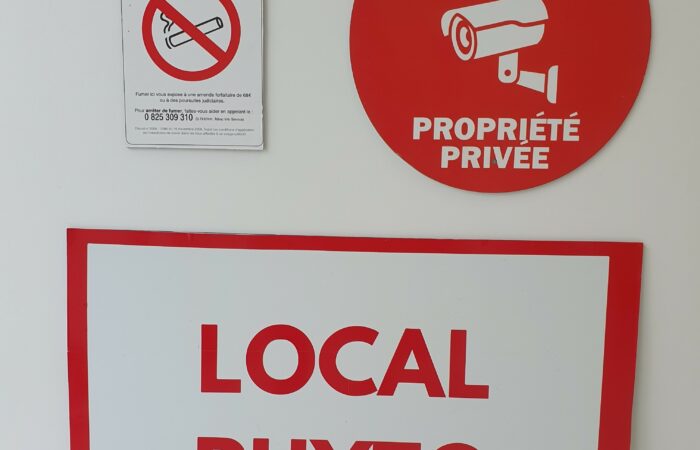 Fumer ici vous expose à une amende forfaitaire de 68€
ou à des poursuites judiciaires.
Pour arrêter de fumer, faites-vous aider en appelant le :
0 825 309 310
PROPRIÉTÉ
PRIVÉE
LOCAL